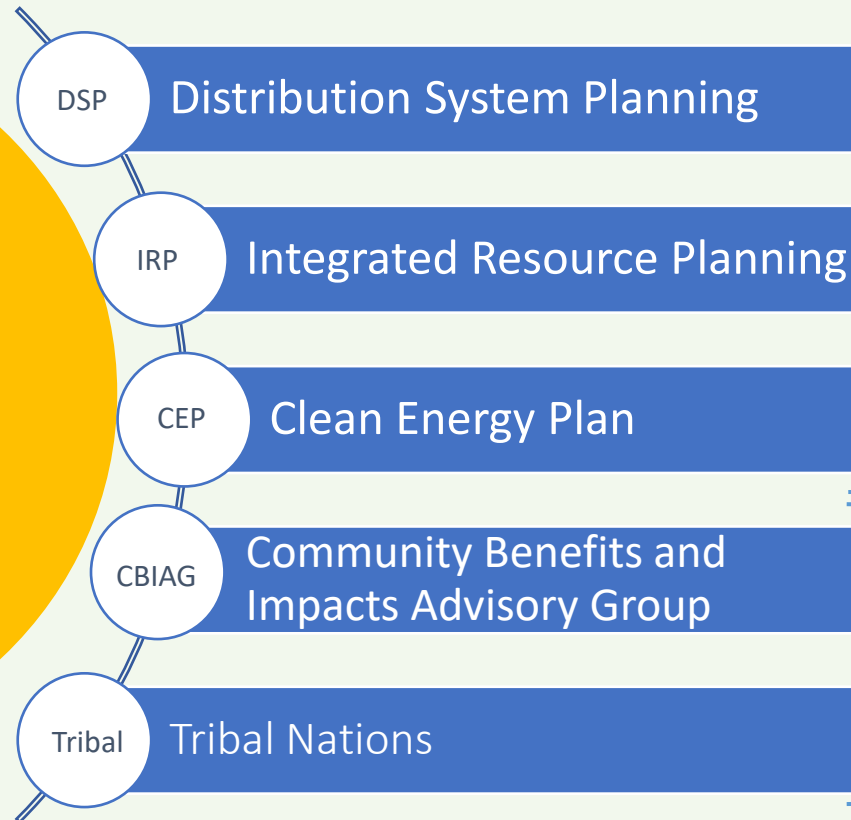 DSP Distribution System Planning
IRP Integrated Resource Planning
CEP Clean Energy Plan
CBIAG Community Benefits and
Impacts Advisory Group
Tribal Tribal Nations